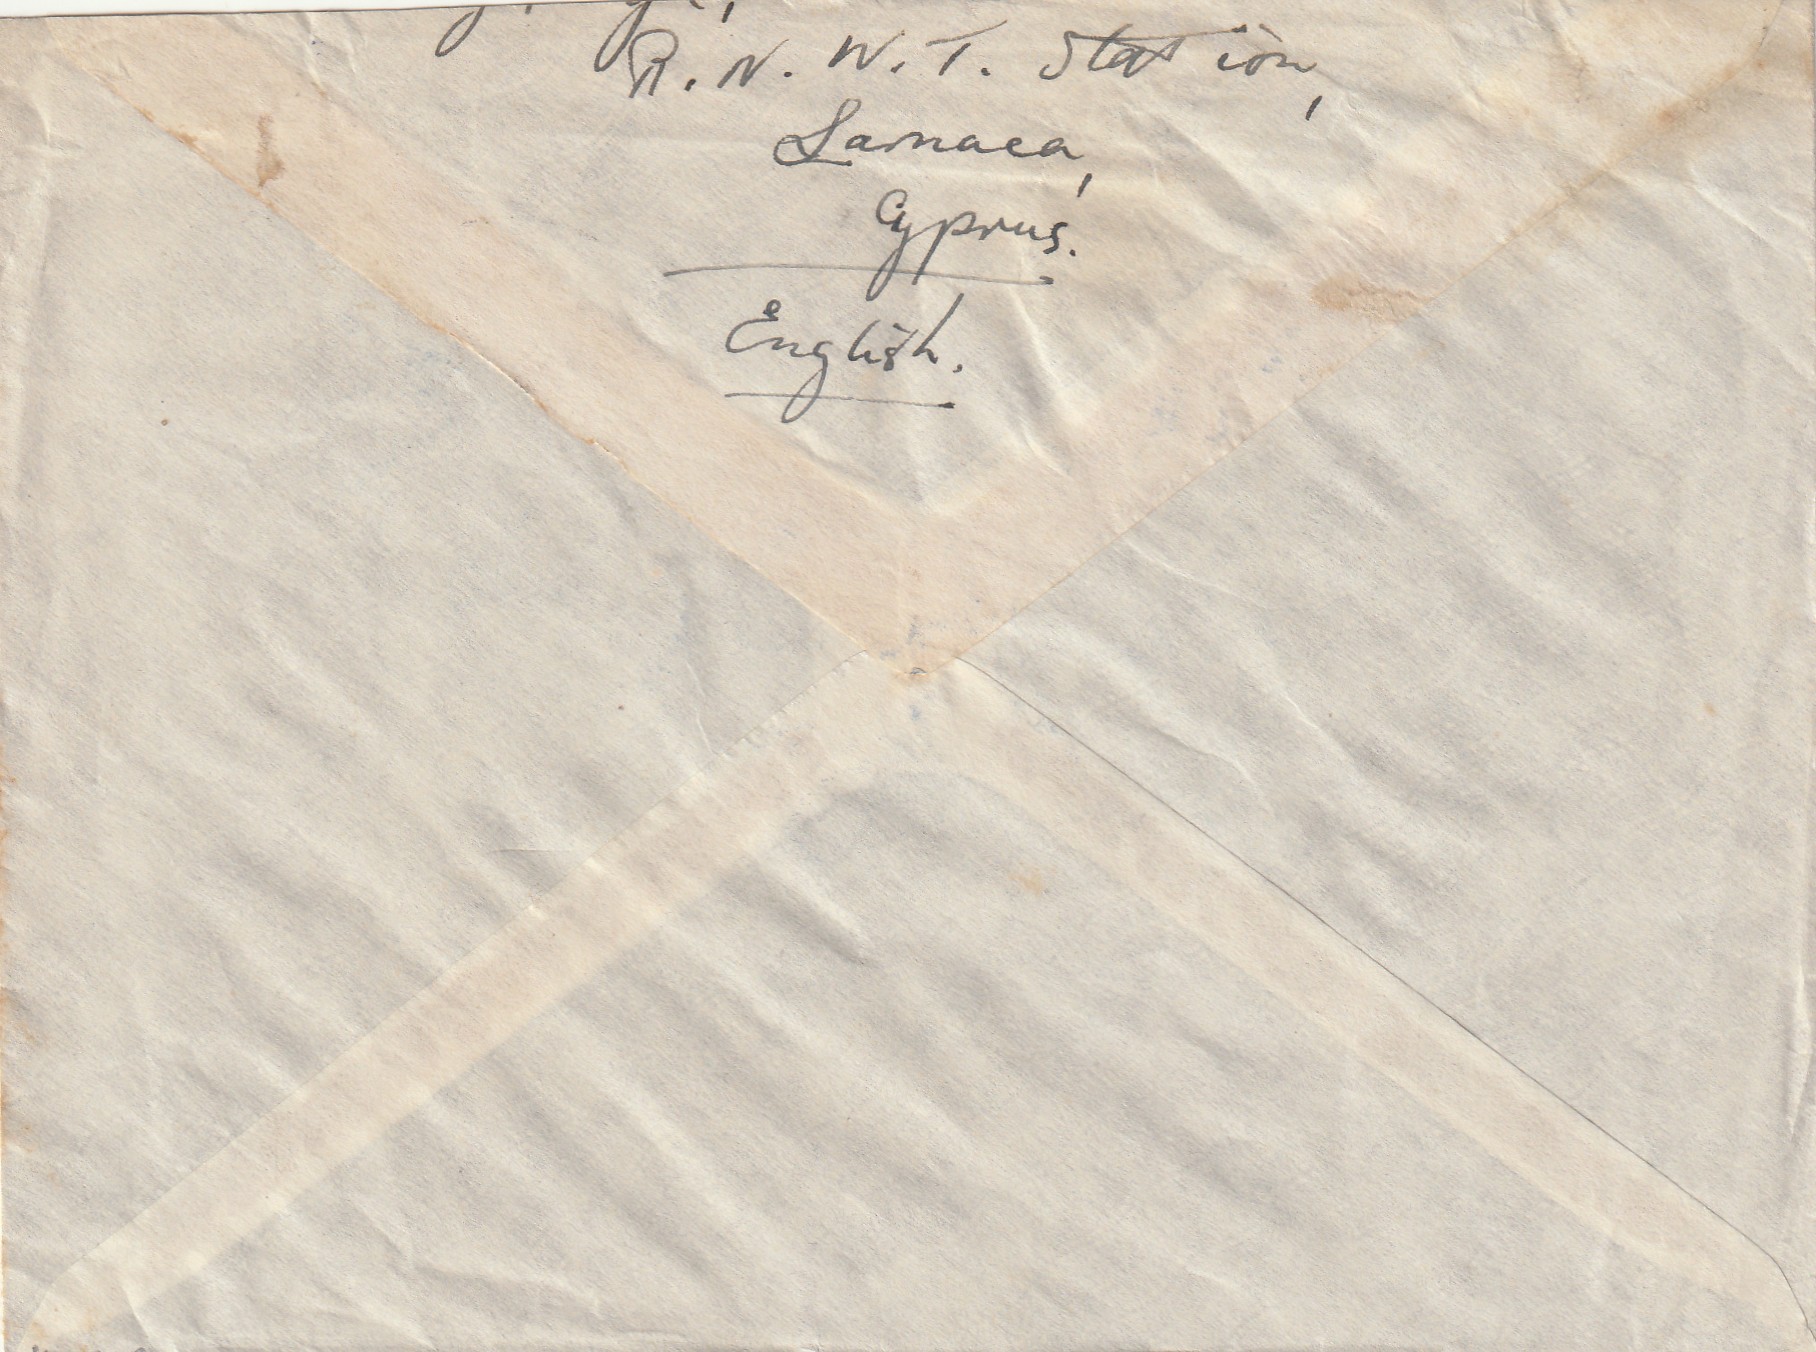 R. N. W. T. Station,
Larnaca,
Cyprus.
English.